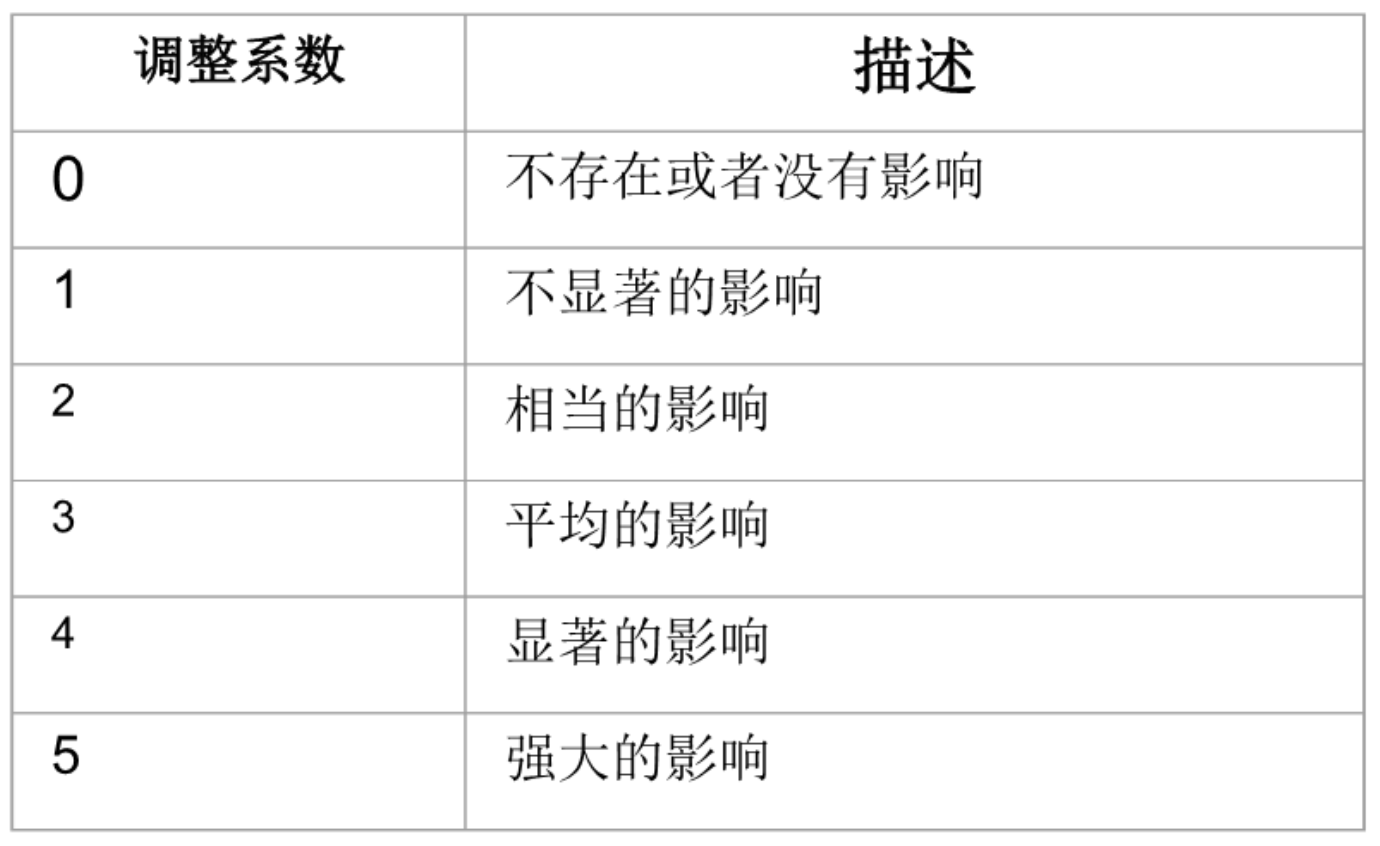 调整系数 描述
0 不存在或者没有影响
1 不显著的影响
2 相当的影响
3 平均的影响
4 显著的影响
5 强大的影响